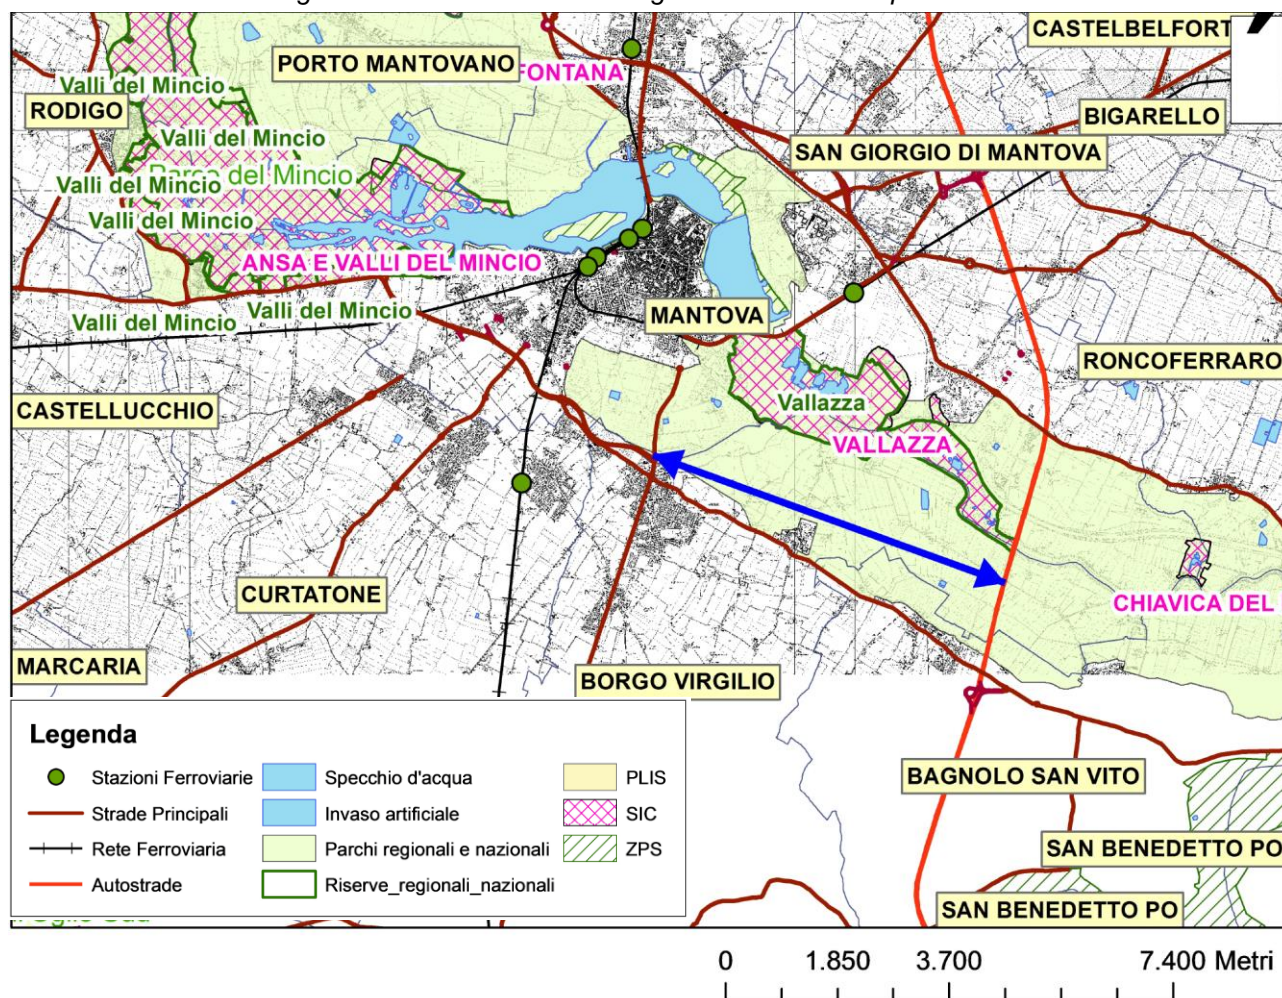 CASTELBELFORT
PORTO MANTOVANO
FONTANA
Valli del Mincio
RODIGO
BIGARELLO
Valli del Mincio
SAN GIORGIO DI MANTOVA
Valli del Mincio
Parco del Mincio
Valli del Mincio
ANSA E VALLI DEL MINCIO
Valli del Mincio
Valli del Mincio
MANTOVA
RONCOFERRARO
CASTELLUCCHIO
Vallazza
VALLAZZA
CURTATONE
CHIAVICA DEL
MARCARIA
BORGO VIRGILIO
Legenda
Stazioni Ferroviarie
Specchio d'acqua
PLIS
Strade Principali
Invaso artificiale
SIC
Rete Ferroviaria
Parchi regionali e nazionali
ZPS
Autostrade
Riserve_regionali_nazionali
BAGNOLO SAN VITO
SAN BENEDETTO PO
SAN BENEDETTO PO
0 1.850 3.700 7.400 Metri